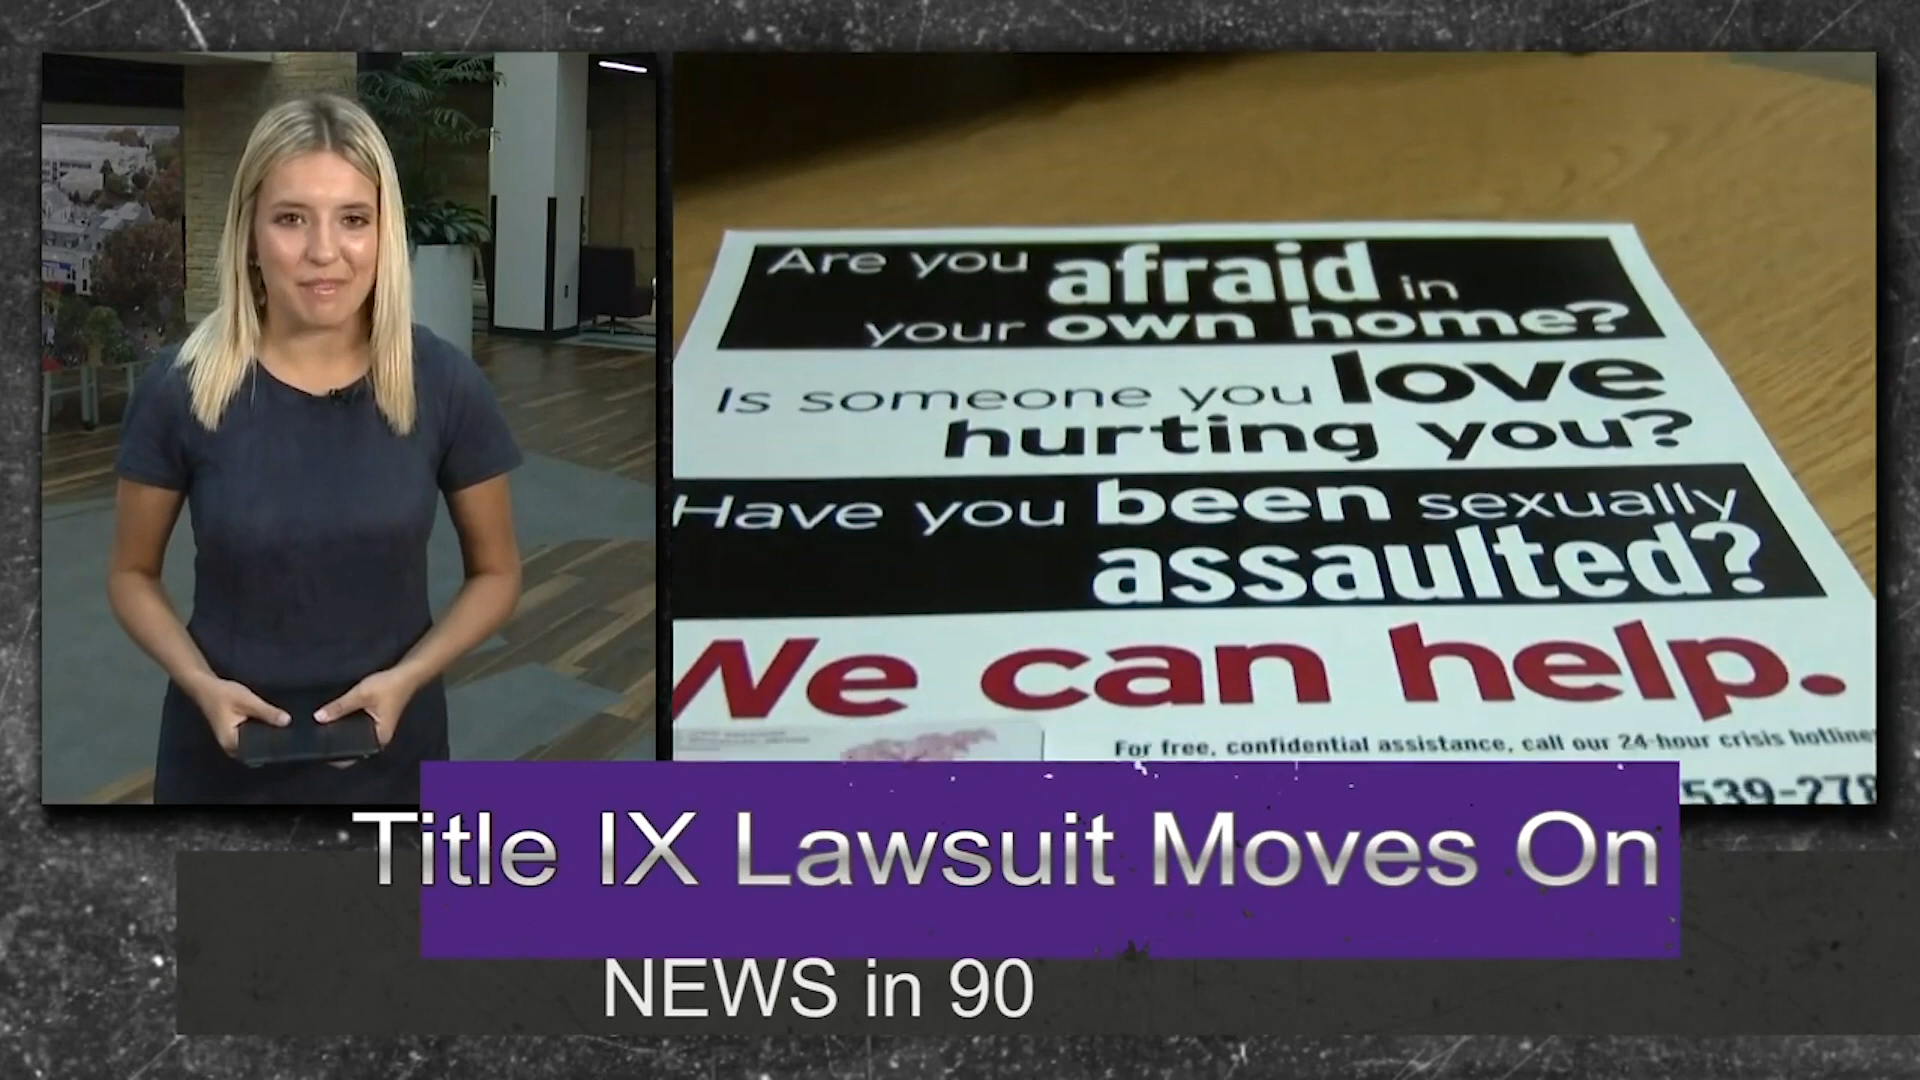 Are you afraid in
your own home?
Is someone you love
hurting you?
Have you been sexually
assaulted?
We can help.
For free, confidential assistance, call our 24-hour crisis hotline
539-278
Title IX Lawsuit Moves On
NEWS in 90